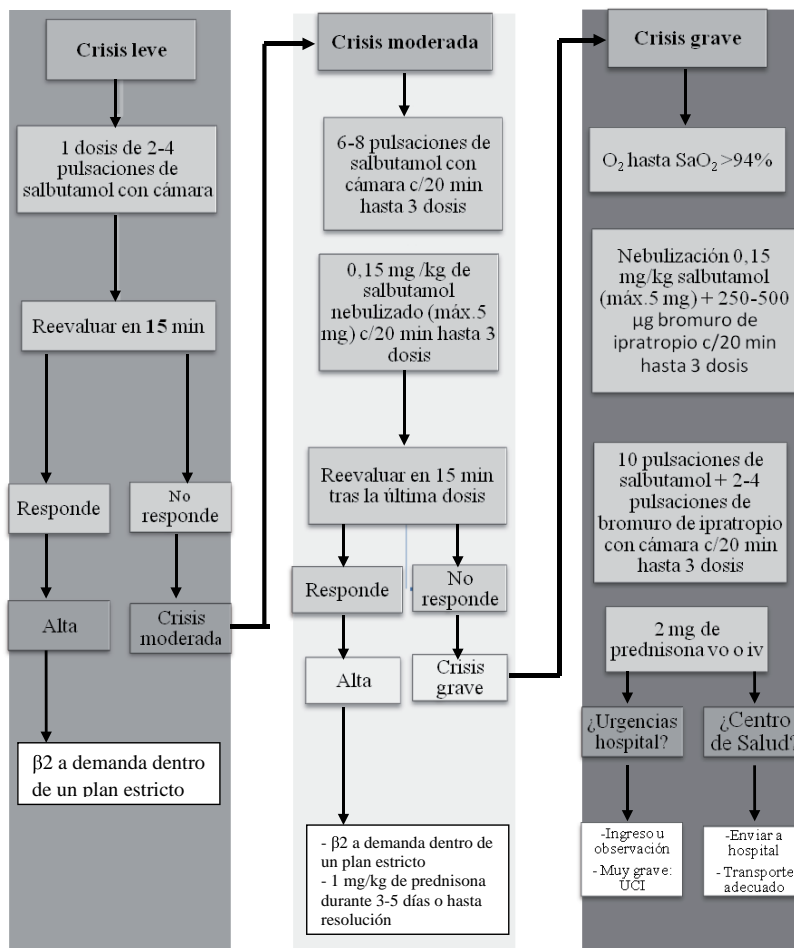 Crisis leve
1 dosis de 2-4
pulsaciones de
salbutamol con cámara
Reevaluar en 15 min
Responde
No
responde
Alta
Crisis
moderada
β2 a demanda dentro
de un plan estricto
Crisis moderada
6-8 pulsaciones de
salbutamol con
cámara c/20 min
hasta 3 dosis
0,15 mg /kg de
salbutamol
nebulizado (máx.5
mg) c/20 min hasta 3
dosis
Reevaluar en 15 min
tras la última dosis
Responde
No
responde
Alta
Crisis
grave
- β2 a demanda dentro de
un plan estricto
- 1 mg/kg de prednisona
durante 3-5 días o hasta
resolución
Crisis grave
O2 hasta SaO2 >94%
Nebulización 0,15
mg/kg salbutamol
(máx.5 mg) + 250-500
µg bromuro de
ipratropio c/20 min
hasta 3 dosis
10 pulsaciones de
salbutamol + 2-4
pulsaciones de
bromuro de ipratropio
con cámara c/20 min
hasta 3 dosis
2 mg de
prednisona vo o iv
¿Urgencias
hospital?
¿Centro
de Salud?
-Ingreso u
observación
- Muy grave:
UCI
-Enviar a
hospital
- Transporte
adecuado